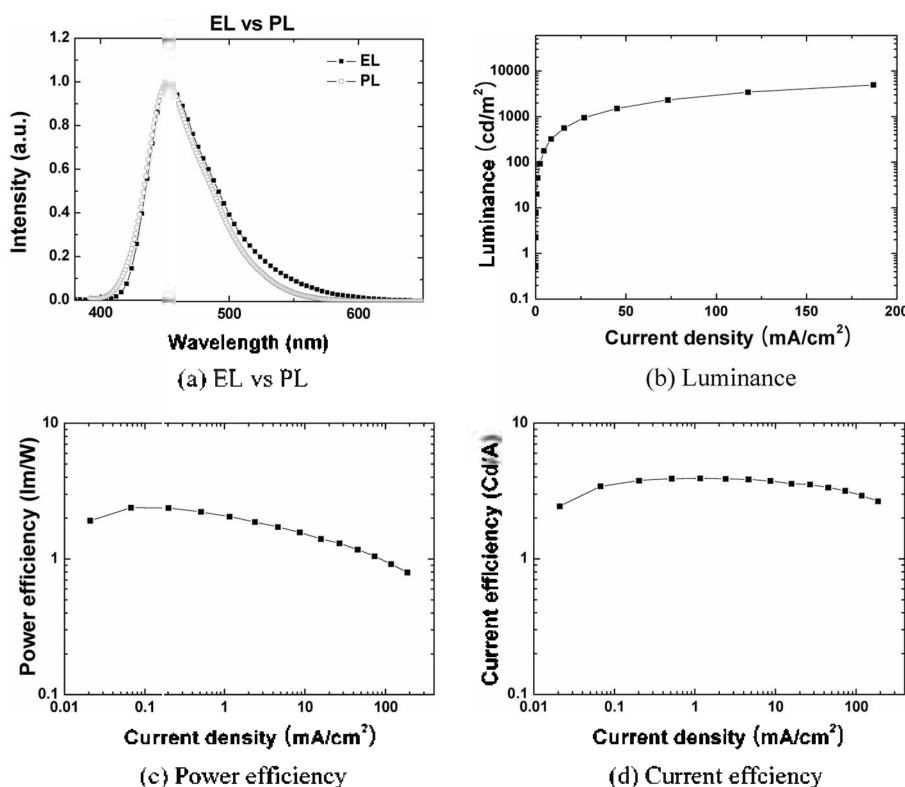 EL vs PL
1.2
1.0
0.8
0.6
0.4
0.2
0.0
Intensity (a.u.)
EL
PL
400 500 600
Wavelength (nm)
(a) EL vs PL
10000
1000
100
10
1
0.1
Luminance (cd/m²)
0 50 100 150 200
Current density (mA/cm²)
(b) Luminance
10
1
0.1
Power efficiency (lm/W)
0.01 0.1 1 10 100
Current density (mA/cm²)
(c) Power efficiency
10
1
0.1
Current efficiency (Cd/A
0.01 0.1 1 10 100
Current density (mA/cm²)
(d) Current effciency